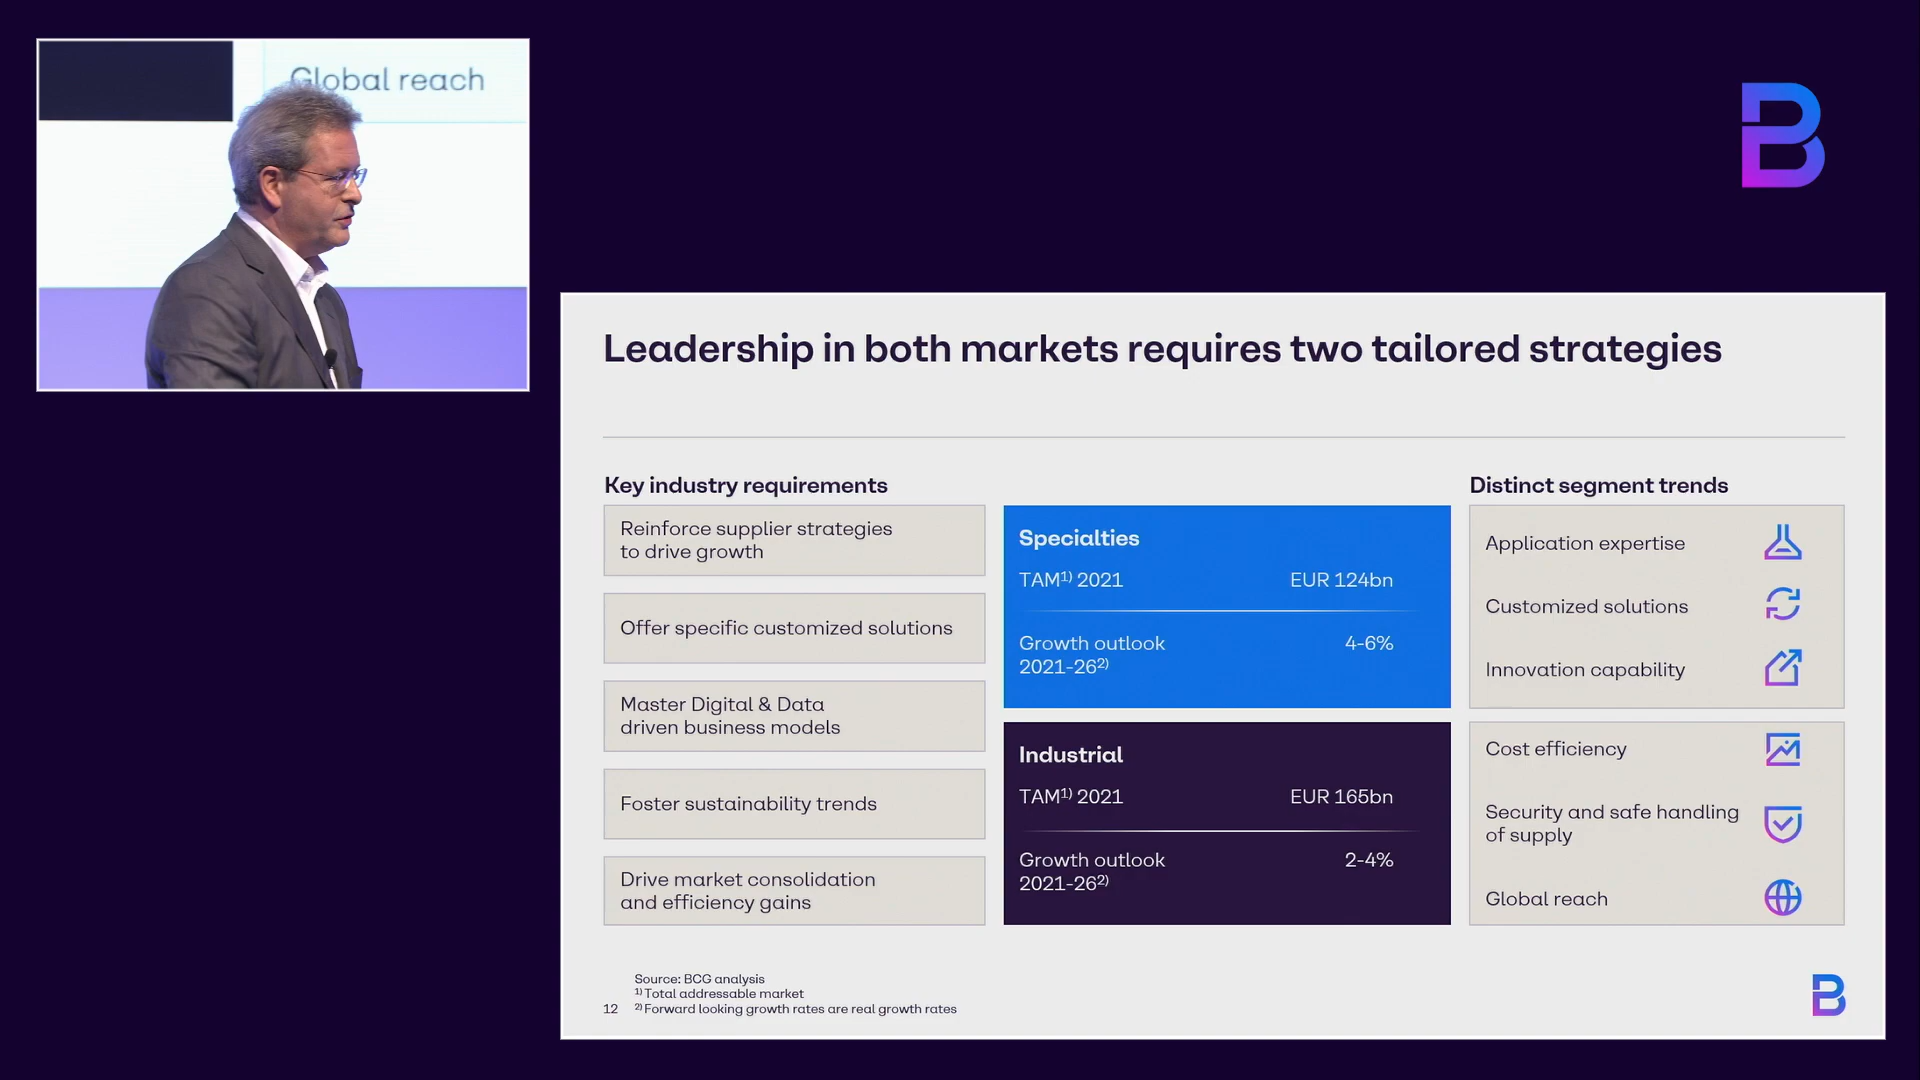 Global reach
Leadership in both markets requires two tailored strategies
Key industry requirements
Reinforce supplier strategies
to drive growth
Offer specific customized solutions
Master Digital & Data
driven business models
Foster sustainability trends
Drive market consolidation
and efficiency gains
Specialties
TAM¹⁾ 2021 EUR 124bn
Growth outlook 4-6%
2021-26²⁾
Industrial
TAM¹⁾ 2021 EUR 165bn
Growth outlook 2-4%
2021-26²⁾
Distinct segment trends
Application expertise
Customized solutions
Innovation capability
Cost efficiency
Security and safe handling
of supply
Global reach
Source: BCG analysis
¹⁾ Total addressable market
12 ²⁾ Forward looking growth rates are real growth rates